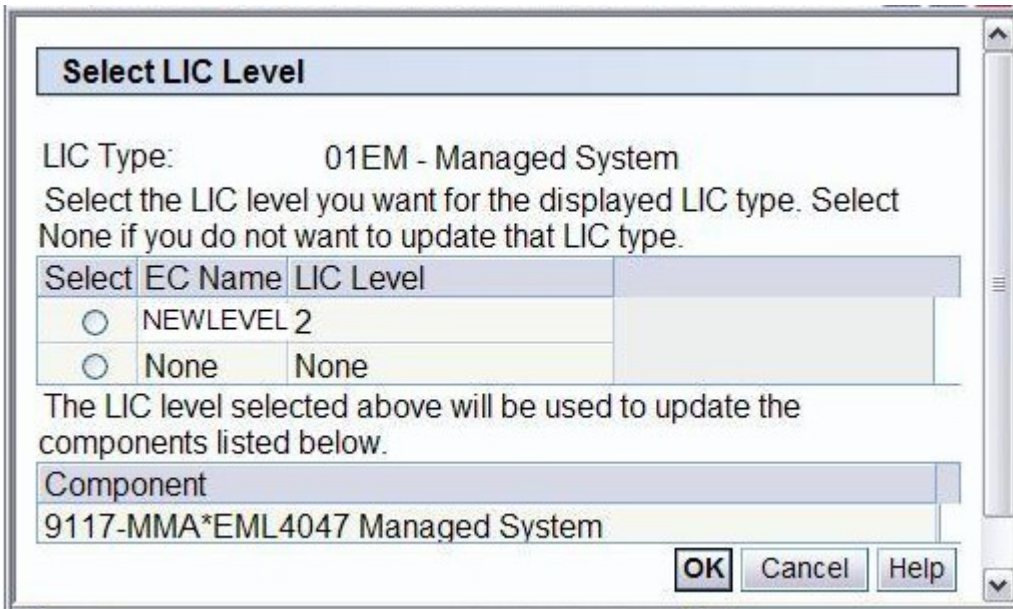 Select LIC Level
LIC Type: 01EM - Managed System
Select the LIC level you want for the displayed LIC type. Select
None if you do not want to update that LIC type.
Select EC Name LIC Level
NEWLEVEL 2
None None
The LIC level selected above will be used to update the
components listed below.
Component
9117-MMA*EML4047 Managed System
OK Cancel Help